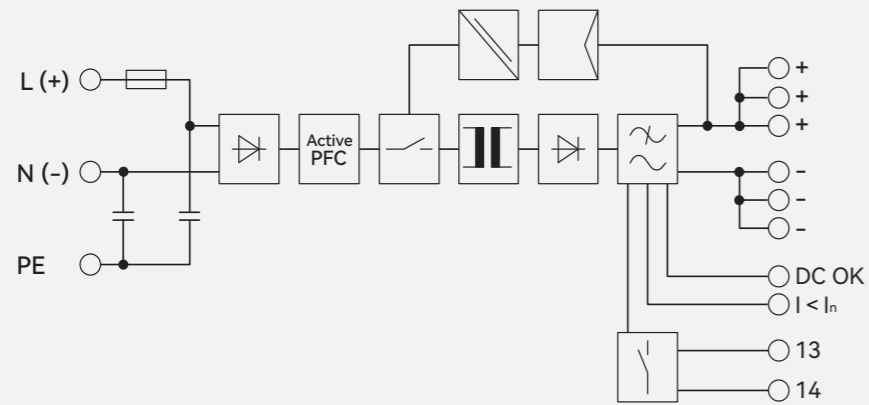 L (+)
N (-)
PE
Active
PFC
+
+
+
-
-
-
DC OK
I < Iₙ
13
14